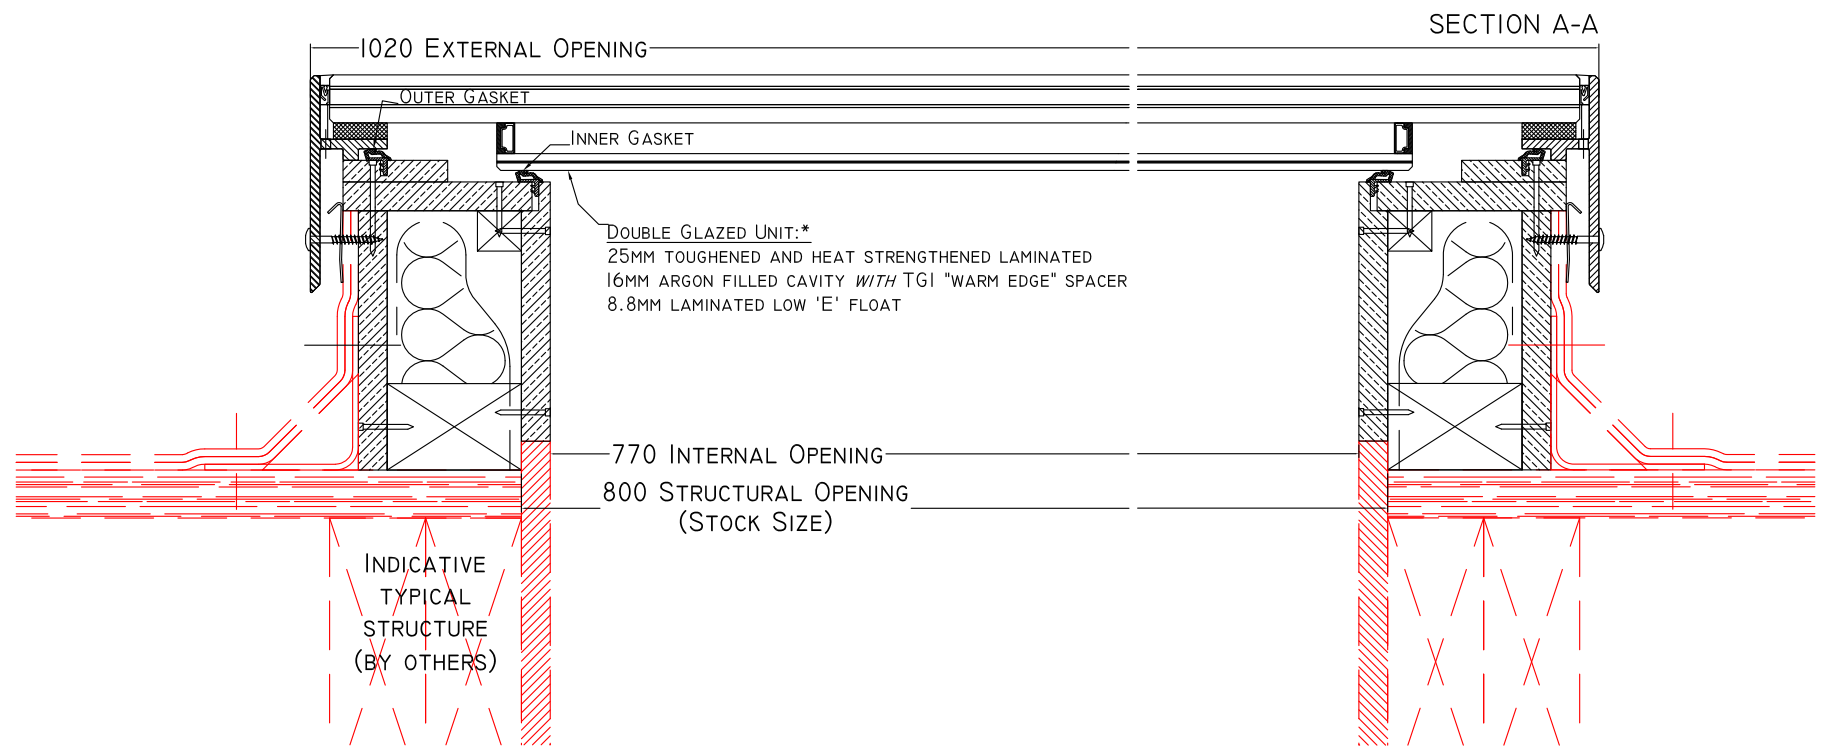 SECTION A-A
1020 EXTERNAL OPENING
OUTER GASKET
INNER GASKET
DOUBLE GLAZED UNIT:*
25MM TOUGHENED AND HEAT STRENGTHENED LAMINATED
16MM ARGON FILLED CAVITY WITH TGI "WARM EDGE" SPACER
8.8MM LAMINATED LOW 'E' FLOAT
770 INTERNAL OPENING
800 STRUCTURAL OPENING
(STOCK SIZE)
INDICATIVE
TYPICAL
STRUCTURE
(BY OTHERS)